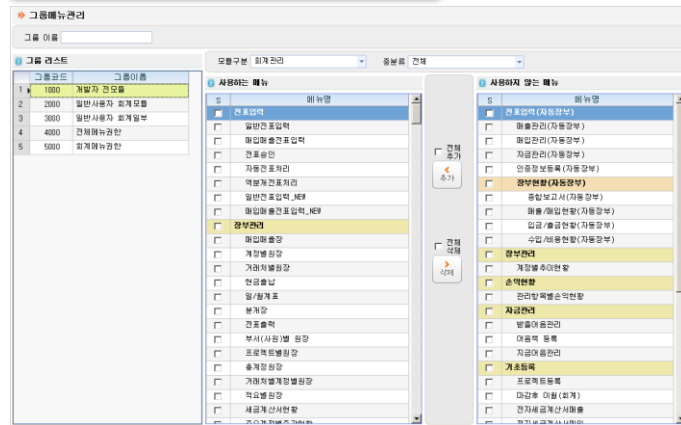 그룹메뉴관리
그룹 이름
그룹 리스트
그룹코드 그룹이름
1 1000 개발자 전모듈
2 2000 일반사용자 회계모듈
3 3000 일반사용자 회계일부
4 4000 전체메뉴권한
5 5000 회계메뉴권한
모듈구분 회계관리 중분류 전체
사용하는 메뉴
S 메뉴명
전표입력
일반전표입력
매입매출전표입력
전표승인
자동전표처리
역분개전표처리
일반전표입력_NEW
매입매출전표입력_NEW
장부관리
매입매출장
계정별원장
거래처별원장
현금출납
일/월계표
분개장
전표출력
부서(사원)별 원장
프로젝트별원장
총계정원장
거래처별계정별원장
적요별원장
세금계산서현황
전체
추가
추가
전체
삭제
삭제
사용하지 않는 메뉴
S 메뉴명
전표입력(자동장부)
매출관리(자동장부)
매입관리(자동장부)
자금관리(자동장부)
인증정보등록(자동장부)
장부현황(자동장부)
종합보고서(자동장부)
매출/매입현황(자동장부)
입금/출금현황(자동장부)
수입/비용현황(자동장부)
장부관리
계정별추이현황
손익현황
관리항목별손익현황
자금관리
받을어음관리
어음책 등록
지급어음관리
기초등록
프로젝트등록
마감후 이월(회계)
전자세금계산서매출